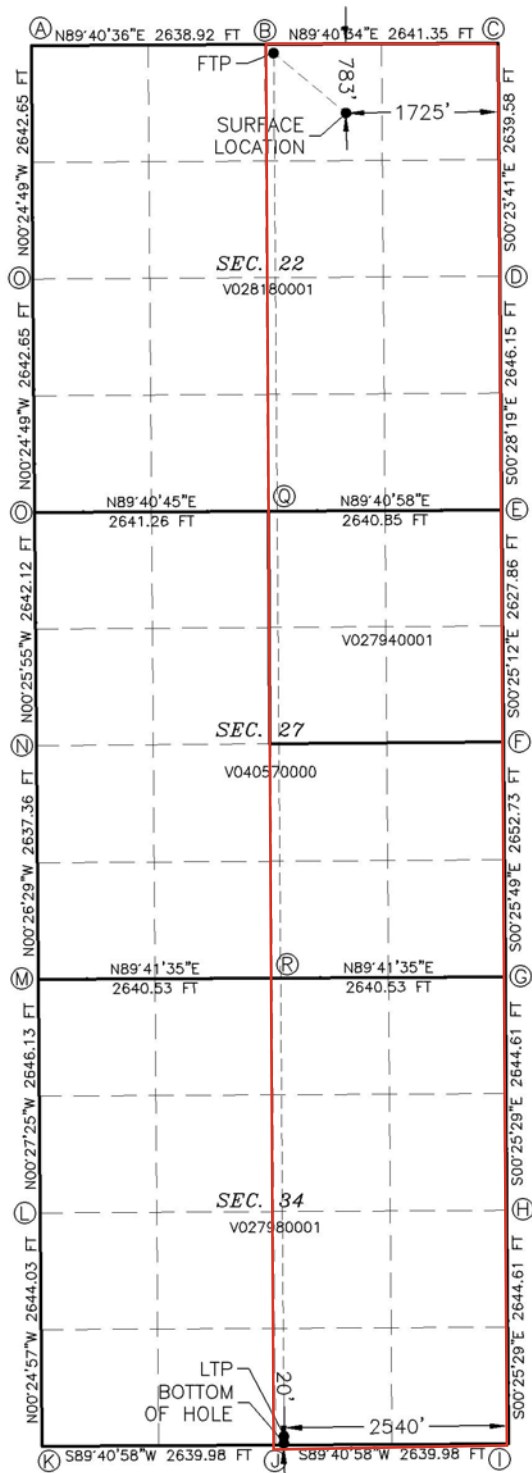 A N89°40'36"E 2638.92 FT B N89°40'34"E 2641.35 FT C
FTP
783'
1725'
SURFACE
LOCATION
N00°24'49"W 2642.65 FT
S00°23'41"E 2639.58 FT
SEC. 22
O
D
V028180001
N00°24'49"W 2642.65 FT
S00°28'19"E 2646.15 FT
N89°40'45"E
Q
N89°40'58"E
O
E
2641.26 FT
2640.85 FT
N00°25'55"W 2642.12 FT
S00°25'12"E 2627.86 FT
V027940001
SEC. 27
N
F
V040570000
N00°26'29"W 2637.36 FT
S00°25'49"E 2652.73 FT
N89°41'35"E
R
N89°41'35"E
M
G
2640.53 FT
2640.53 FT
N00°27'25"W 2646.13 FT
S00°25'29"E 2644.61 FT
SEC. 34
L
H
V027980001
N00°24'57"W 2644.03 FT
S00°25'29"E 2644.61 FT
LTP
BOTTOM
OF HOLE
20'
2540'
K S89°40'58"W 2639.98 FT J S89°40'58"W 2639.98 FT I